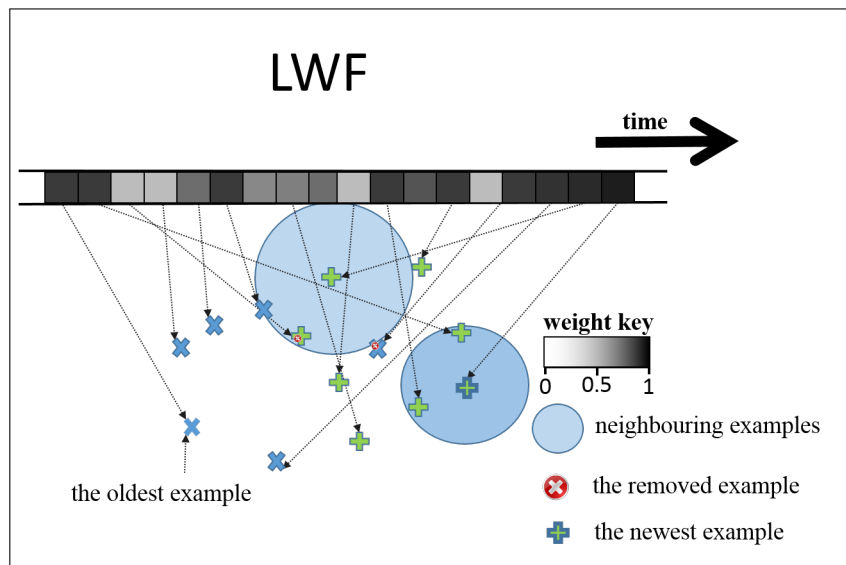 LWF
time
weight key
0 0.5 1
neighbouring examples
the removed example
the oldest example
the newest example